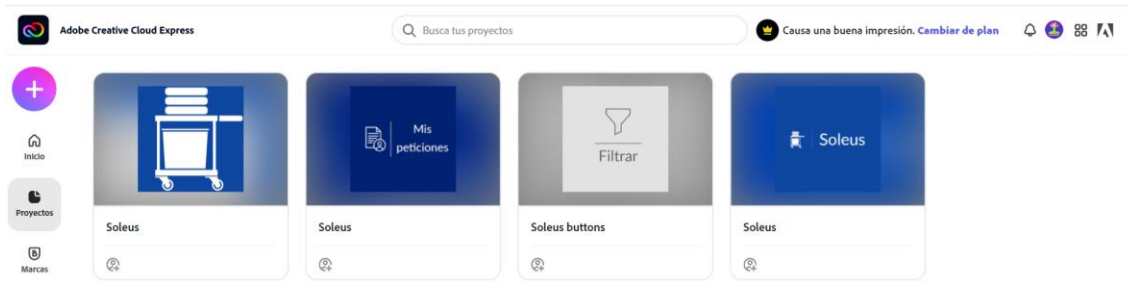 Adobe Creative Cloud Express
Busca tus proyectos
Causa una buena impresión. Cambiar de plan
Inicio
Proyectos
Marcas
Mis
peticiones
Filtrar
Soleus
Soleus
Soleus
Soleus buttons
Soleus